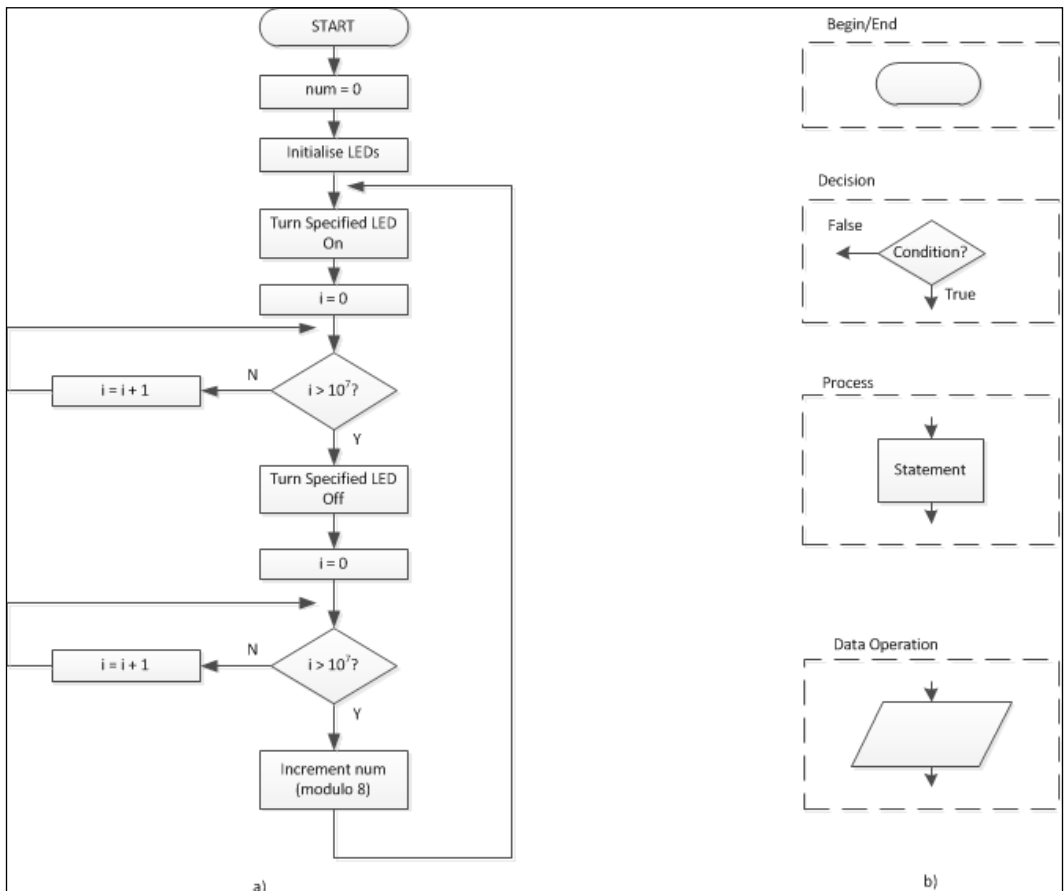 START
num = 0
Initialise LEDs
Turn Specified LED
On
i = 0
i > 10⁷?
N
i = i + 1
Y
Turn Specified LED
Off
i = 0
i > 10⁷?
N
i = i + 1
Y
Increment num
(modulo 8)
a)
Begin/End
Decision
False
Condition?
True
Process
Statement
Data Operation
b)